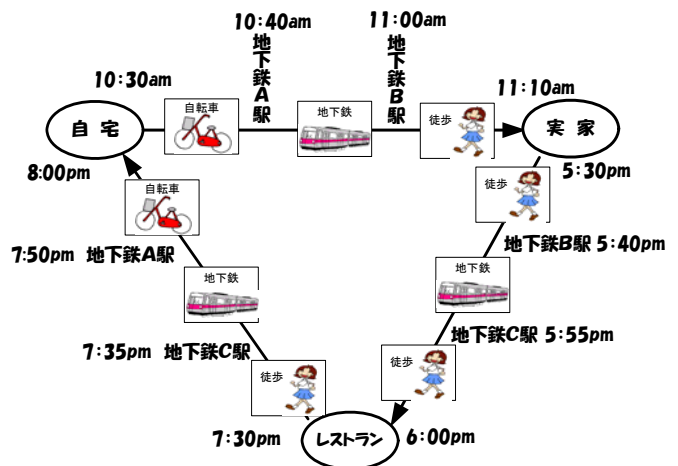 10:40am
地下鉄A駅
11:00am
地下鉄B駅
10:30am
11:10am
自宅
自転車
地下鉄
徒歩
実家
8:00pm
5:30pm
自転車
徒歩
7:50pm 地下鉄A駅
地下鉄B駅 5:40pm
地下鉄
地下鉄
7:35pm 地下鉄C駅
地下鉄C駅 5:55pm
徒歩
徒歩
7:30pm
レストラン
6:00pm